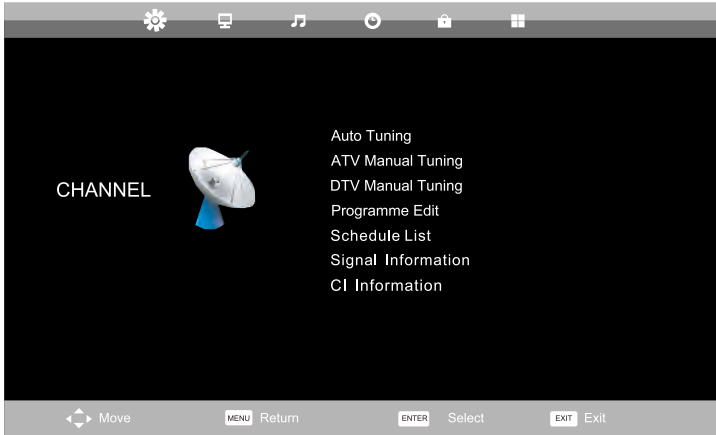 CHANNEL
Auto Tuning
ATV Manual Tuning
DTV Manual Tuning
Programme Edit
Schedule List
Signal Information
CI Information
Move MENU Return ENTER Select EXIT Exit